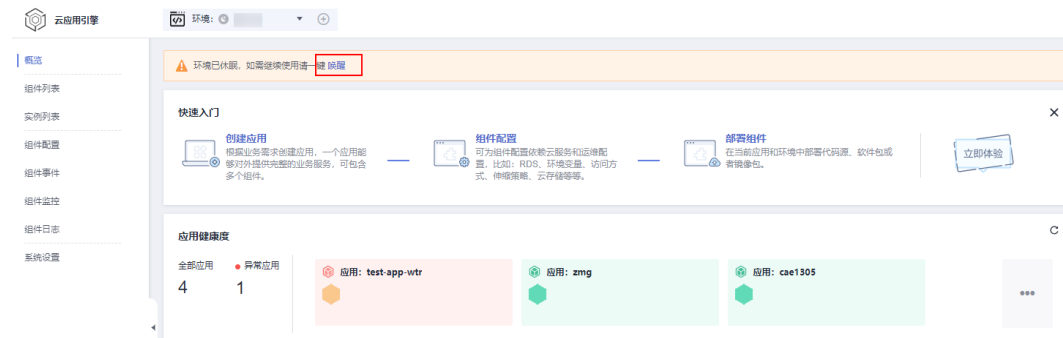 云应用引擎
环境:
概览
组件列表
实例列表
组件配置
组件事件
组件监控
组件日志
系统设置
环境已休眠，如需继续使用请一键 唤醒
快速入门
创建应用
根据业务需求创建应用，一个应用能
够对外提供完整的业务服务，可包含
多个组件。
组件配置
可为组件配置依赖云服务和运维配
置，比如：RDS、环境变量、访问方
式、伸缩策略、云存储等等。
部署组件
在当前应用和环境中部署代码源、软件包或
者镜像包。
立即体验
应用健康度
全部应用
4
异常应用
1
应用：test-app-wtr
应用：zmg
应用：cae1305